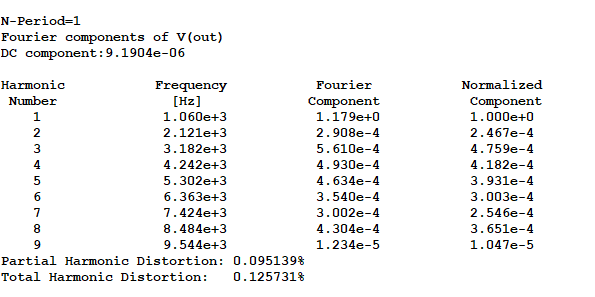 N-Period=1
Fourier components of V(out)
DC component:9.1904e-06
Harmonic Frequency Fourier Normalized
Number [Hz] Component Component
1 1.060e+3 1.179e+0 1.000e+0
2 2.121e+3 2.908e-4 2.467e-4
3 3.182e+3 5.610e-4 4.759e-4
4 4.242e+3 4.930e-4 4.182e-4
5 5.302e+3 4.634e-4 3.931e-4
6 6.363e+3 3.540e-4 3.003e-4
7 7.424e+3 3.002e-4 2.546e-4
8 8.484e+3 4.304e-4 3.651e-4
9 9.544e+3 1.234e-5 1.047e-5
Partial Harmonic Distortion: 0.095139%
Total Harmonic Distortion: 0.125731%